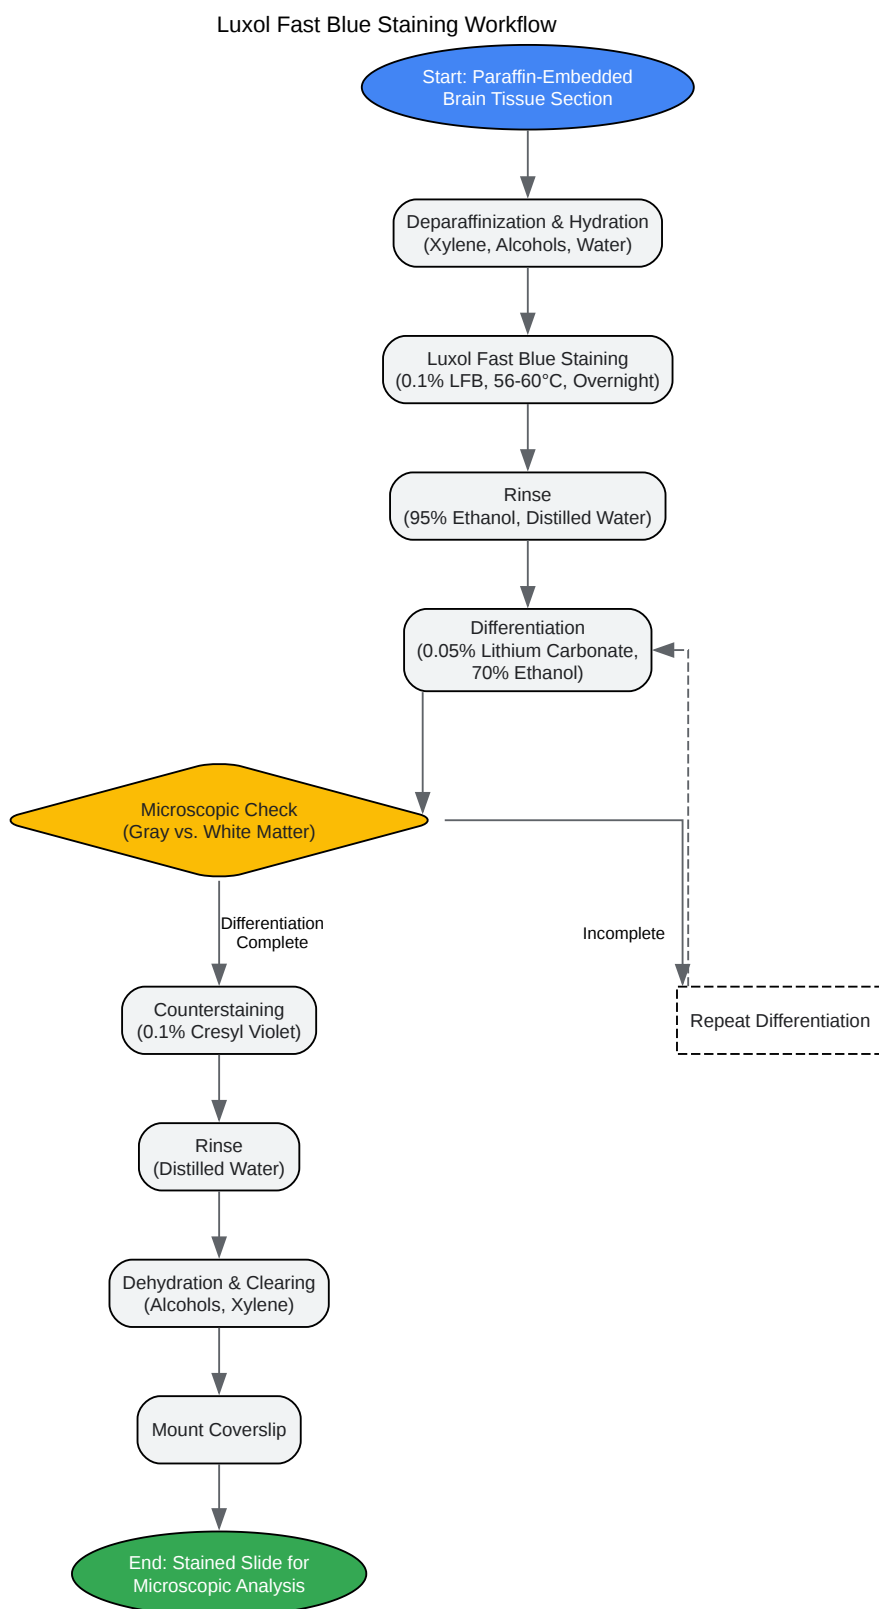 Luxol Fast Blue Staining Workflow
Start: Paraffin-Embedded
Brain Tissue Section
Deparaffinization & Hydration
(Xylene, Alcohols, Water)
Luxol Fast Blue Staining
(0.1% LFB, 56-60°C, Overnight)
Rinse
(95% Ethanol, Distilled Water)
Differentiation
(0.05% Lithium Carbonate,
70% Ethanol)
Microscopic Check
(Gray vs. White Matter)
Differentiation
Complete
Incomplete
Counterstaining
(0.1% Cresyl Violet)
Repeat Differentiation
Rinse
(Distilled Water)
Dehydration & Clearing
(Alcohols, Xylene)
Mount Coverslip
End: Stained Slide for
Microscopic Analysis